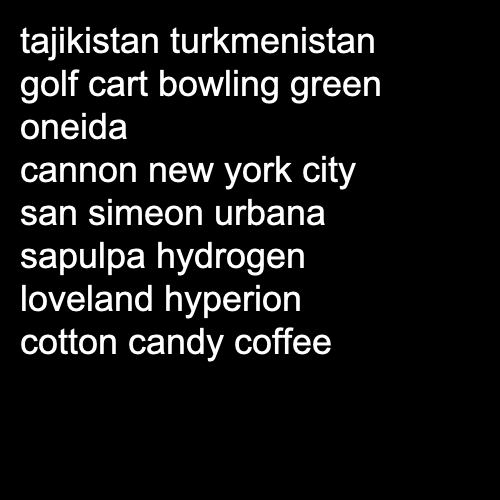 tajikistan turkmenistan
golf cart bowling green
oneida
cannon new york city
san simeon urbana
sapulpa hydrogen
loveland hyperion
cotton candy coffee